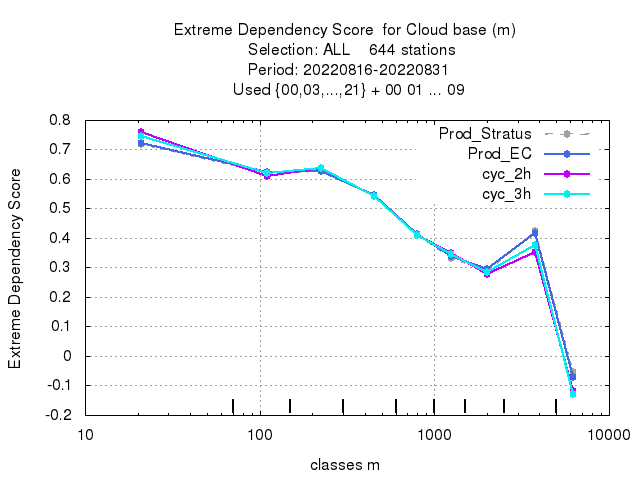 Extreme Dependency Score  for Cloud base (m)
Selection: ALL    644 stations
Period: 20220816-20220831
Used {00,03,...,21} + 00 01 ... 09
Prod_Stratus
Prod_EC
cyc_2h
cyc_3h
Extreme Dependency Score
0.8
0.7
0.6
0.5
0.4
0.3
0.2
0.1
0
-0.1
-0.2
10 100 1000 10000
classes m